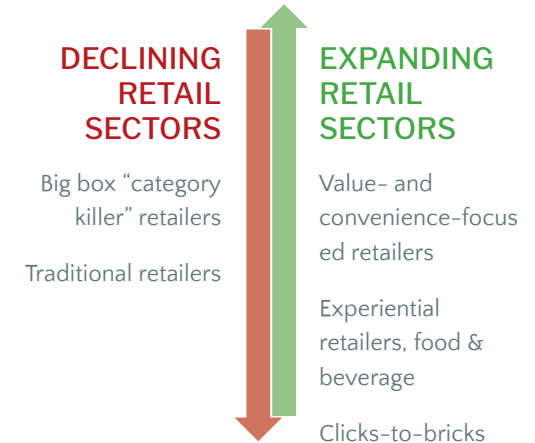 DECLINING
RETAIL
SECTORS
Big box “category
killer” retailers
Traditional retailers
EXPANDING
RETAIL
SECTORS
Value- and
convenience-focus
ed retailers
Experiential
retailers, food &
beverage
Clicks-to-bricks